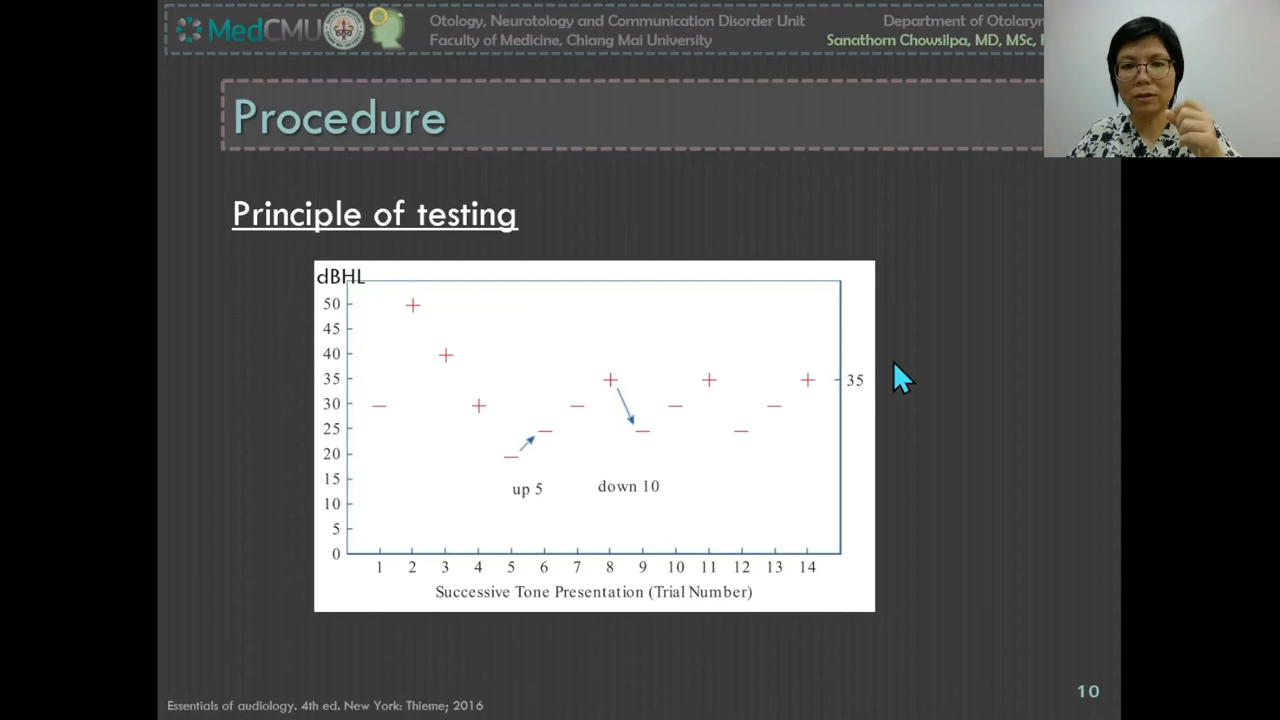 MedCMU
Otology, Neurotology and Communication Disorder Unit
Faculty of Medicine, Chiang Mai University
Department of Otolaryn
Sanathorn Chowsilpa, MD, MSc,
Procedure
Principle of testing
dBHL
50
45
40
35
30
25
20
15
10
5
0
35
up 5
down 10
1 2 3 4 5 6 7 8 9 10 11 12 13 14
Successive Tone Presentation (Trial Number)
10
Essentials of audiology. 4th ed. New York: Thieme; 2016